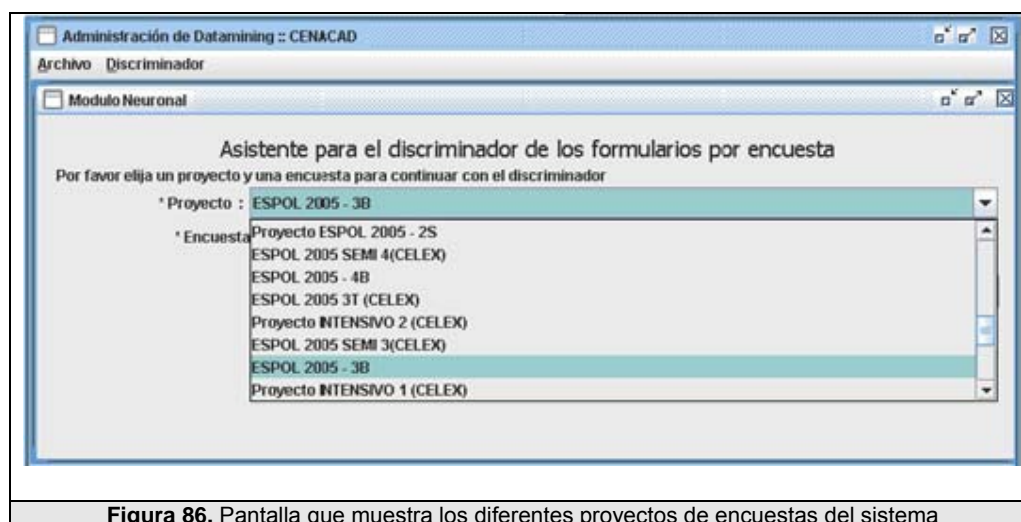 Administración de Datamining :: CENACAD
Archivo Discriminador
Modulo Neuronal
Asistente para el discriminador de los formularios por encuesta
Por favor elija un proyecto y una encuesta para continuar con el discriminador
* Proyecto : ESPOL 2005 - 3B
* Encuesta
Proyecto ESPOL 2005 - 2S
ESPOL 2005 SEMI 4(CELEX)
ESPOL 2005 - 4B
ESPOL 2005 3T (CELEX)
Proyecto INTENSIVO 2 (CELEX)
ESPOL 2005 SEMI 3(CELEX)
ESPOL 2005 - 3B
Proyecto INTENSIVO 1 (CELEX)
Figura 86. Pantalla que muestra los diferentes proyectos de encuestas del sistema